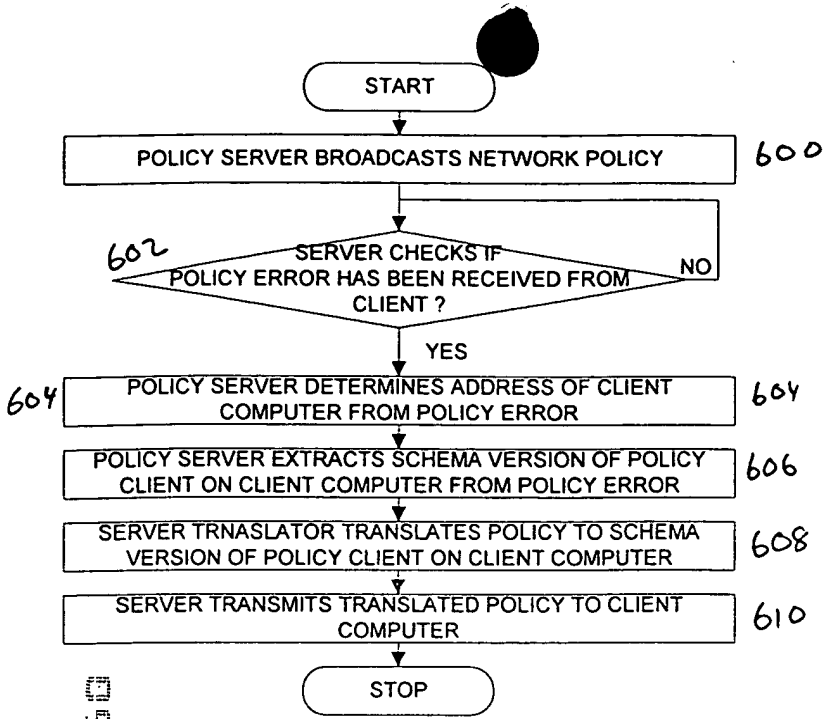 START
POLICY SERVER BROADCASTS NETWORK POLICY
600
602
SERVER CHECKS IF
POLICY ERROR HAS BEEN RECEIVED FROM
CLIENT ?
NO
YES
604
POLICY SERVER DETERMINES ADDRESS OF CLIENT
COMPUTER FROM POLICY ERROR
604
POLICY SERVER EXTRACTS SCHEMA VERSION OF POLICY
CLIENT ON CLIENT COMPUTER FROM POLICY ERROR
606
SERVER TRNASLATOR TRANSLATES POLICY TO SCHEMA
VERSION OF POLICY CLIENT ON CLIENT COMPUTER
608
SERVER TRANSMITS TRANSLATED POLICY TO CLIENT
COMPUTER
610
STOP